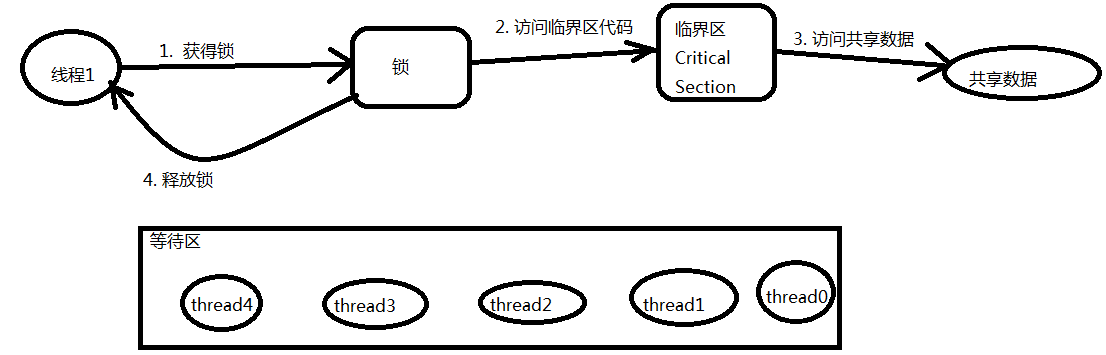 线程1
1. 获得锁
锁
2. 访问临界区代码
临界区
Critical
Section
3. 访问共享数据
共享数据
4. 释放锁
等待区
thread4
thread3
thread2
thread1
thread0